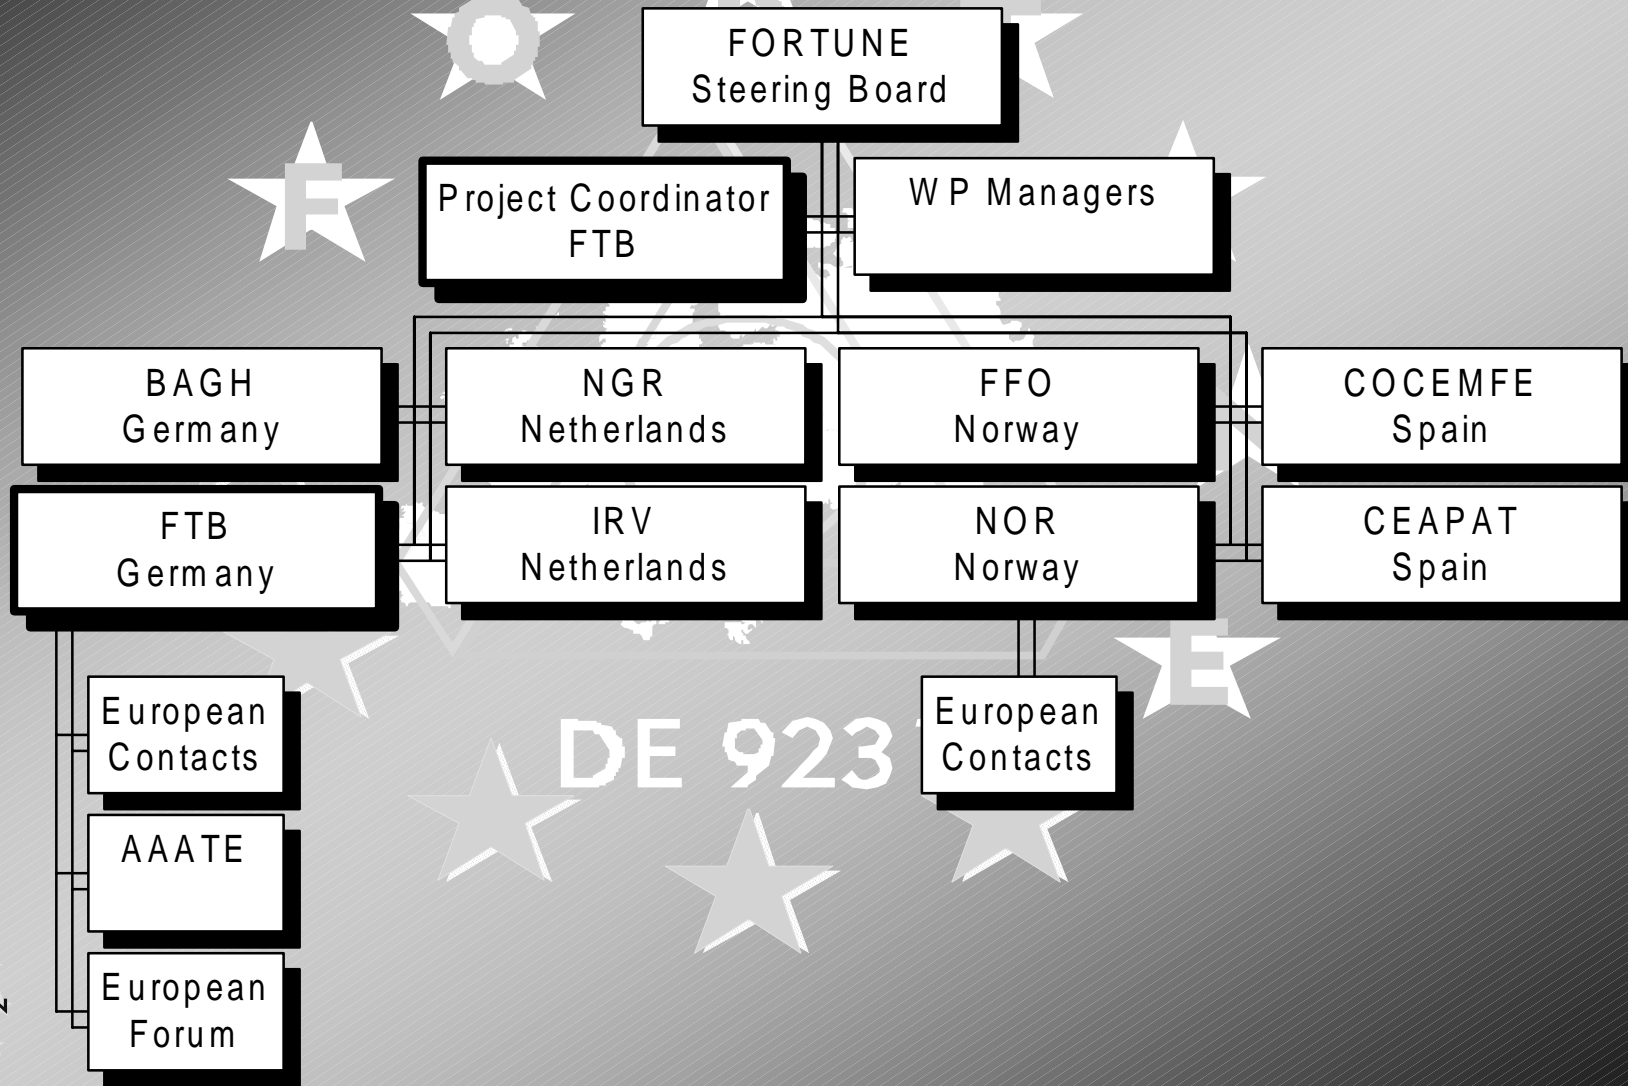 FORTUNE
Steering Board
Project Coordinator
FTB
WP Managers
BAGH
Germany
NGR
Netherlands
FFO
Norway
COCEMFE
Spain
FTB
Germany
IRV
Netherlands
NOR
Norway
CEAPAT
Spain
European
Contacts
European
Contacts
AAATE
European
Forum
F
O
E
DE 923